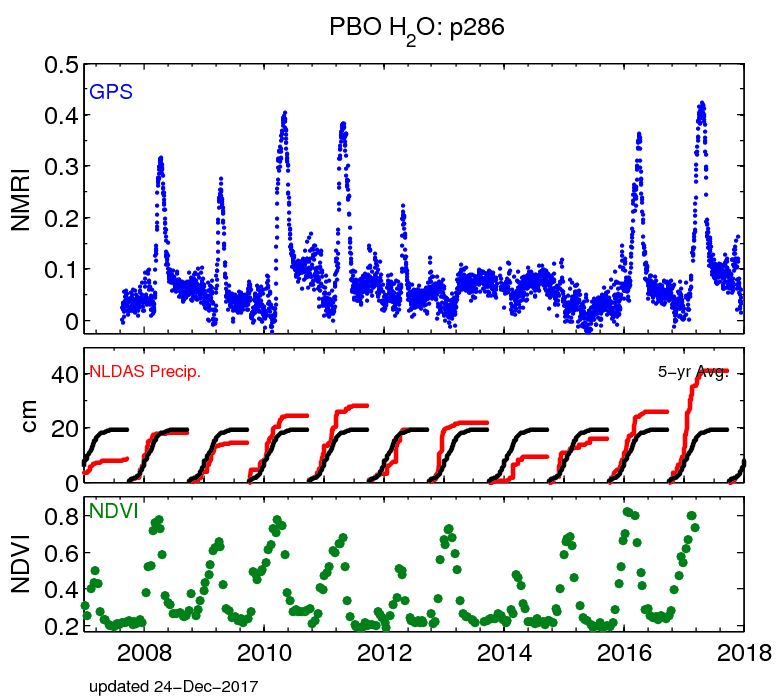 PBO H2O: p286
0.5
GPS
0.4
0.3
NMRI
0.2
0.1
0
NLDAS Precip.
5-yr Avg.
40
cm
20
0
NDVI
0.8
0.6
NDVI
0.4
0.2
2008 2010 2012 2014 2016 2018
updated 24-Dec-2017